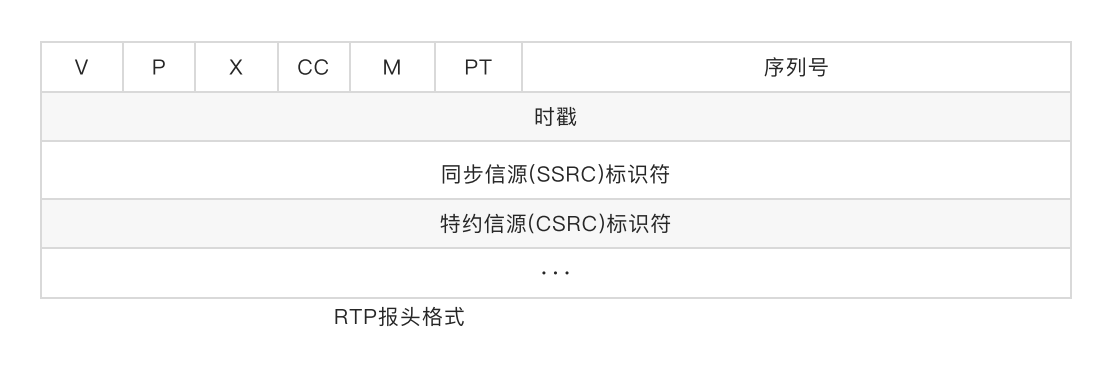 V P X CC M PT 序列号
时戳
同步信源(SSRC)标识符
特约信源(CSRC)标识符
···
RTP报头格式